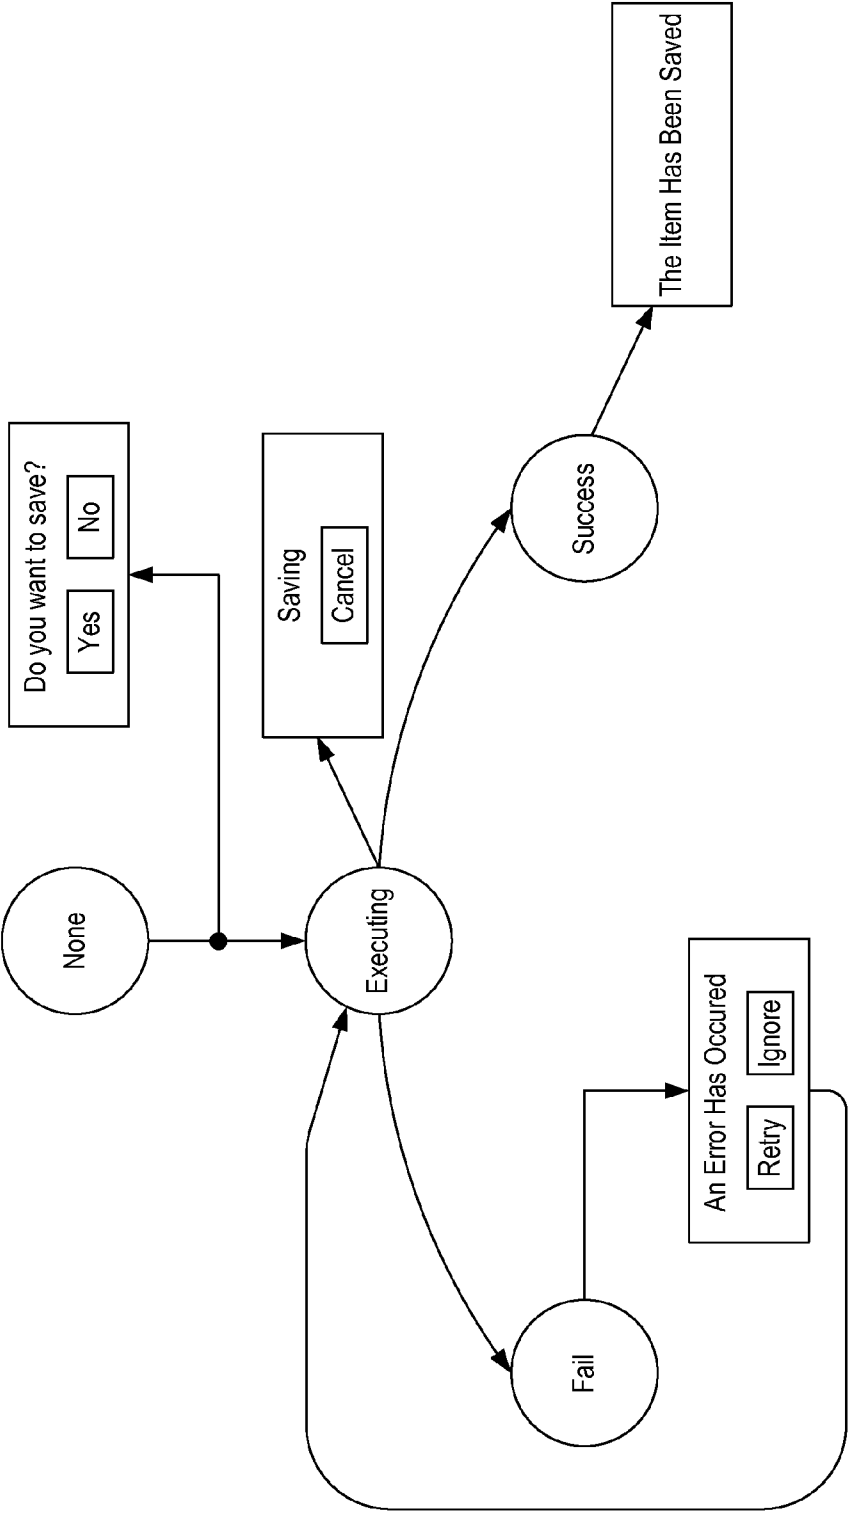 None
Do you want to save?
Yes
No
Executing
Saving
Cancel
Fail
Success
An Error Has Occured
Retry
Ignore
The Item Has Been Saved